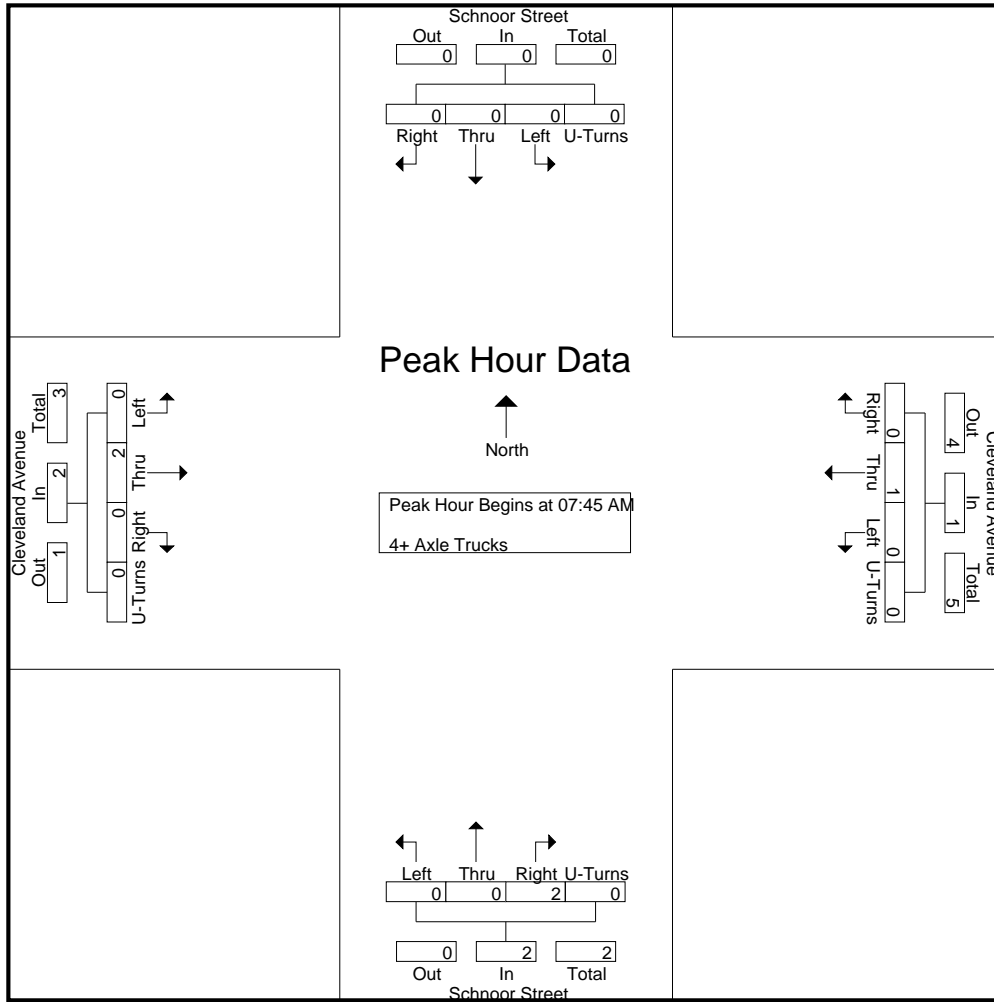 Schnoor Street
Out In Total
0 0 0
0 0 0 0
Right Thru Left U-Turns
Peak Hour Data
North
Peak Hour Begins at 07:45 AM
4+ Axle Trucks
Cleveland Avenue
Out In Total
1 2 3
0 0 2 0
U-Turns Right Thru Left
Cleveland Avenue
Out In Total
4 1 5
0 1 0 0
Right Thru Left U-Turns
Left Thru Right U-Turns
0 0 2 0
0 2 2
Out In Total
Schnoor Street